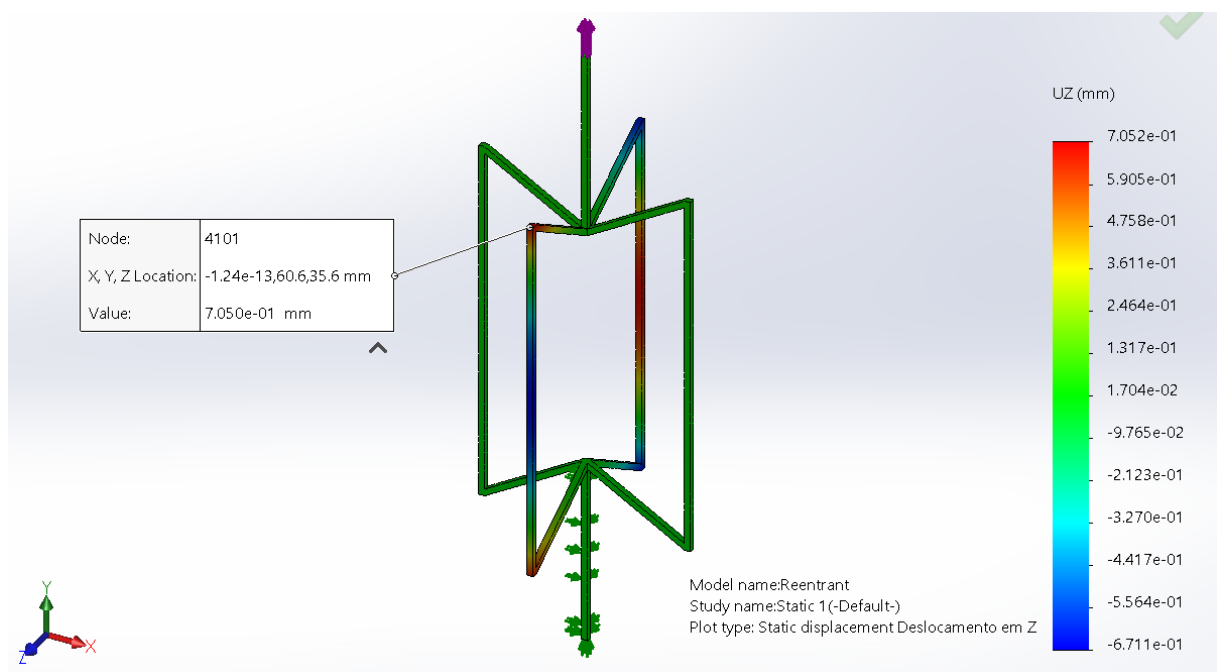 UZ (mm)
7.052e-01
5.905e-01
4.758e-01
3.611e-01
2.464e-01
1.317e-01
1.704e-02
-9.765e-02
-2.123e-01
-3.270e-01
-4.417e-01
-5.564e-01
-6.711e-01
Node: 4101
X, Y, Z Location: -1.24e-13,60.6,35.6 mm
Value: 7.050e-01 mm
Model name:Reentrant
Study name:Static 1(-Default-)
Plot type: Static displacement Deslocamento em Z
Y
X
Z